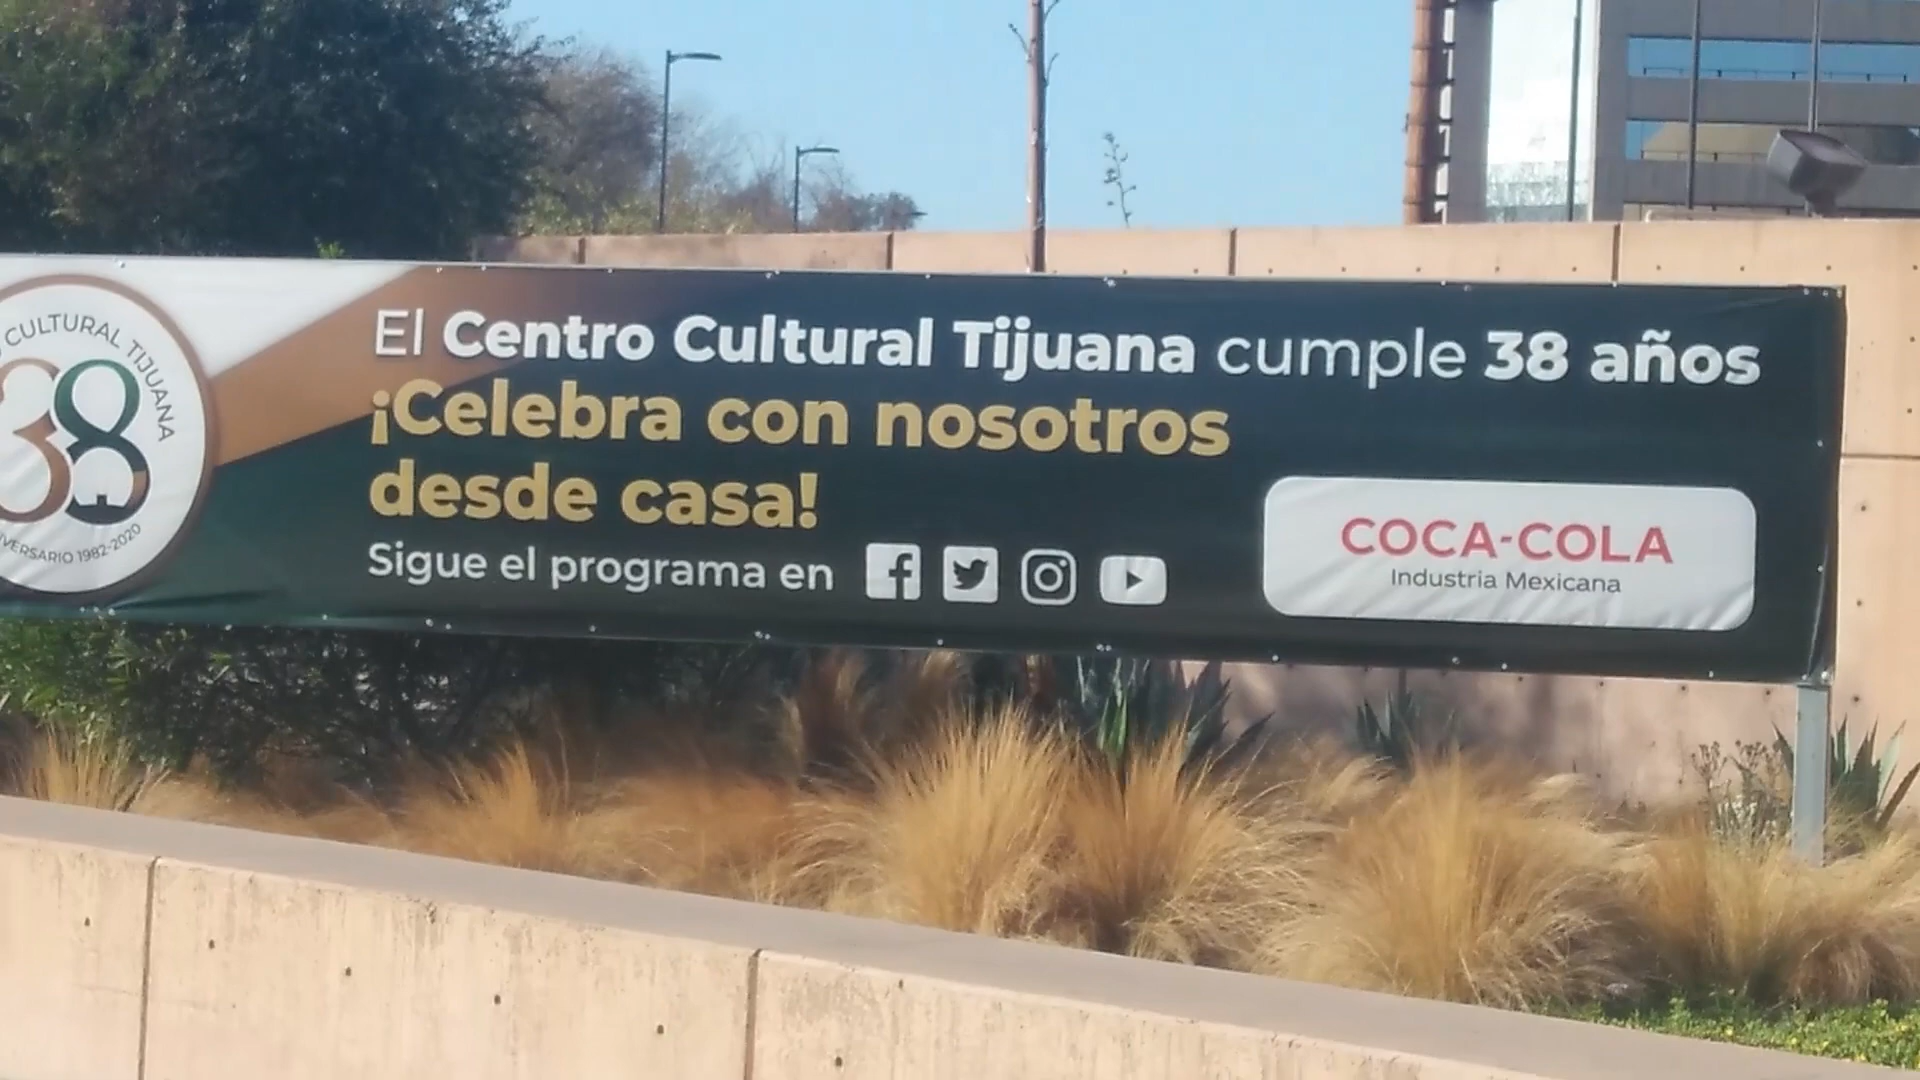 CULTURAL TIJUANA
38
1982-2020
El Centro Cultural Tijuana cumple 38 años
¡Celebra con nosotros
desde casa!
Sigue el programa en
COCA-COLA
Industria Mexicana